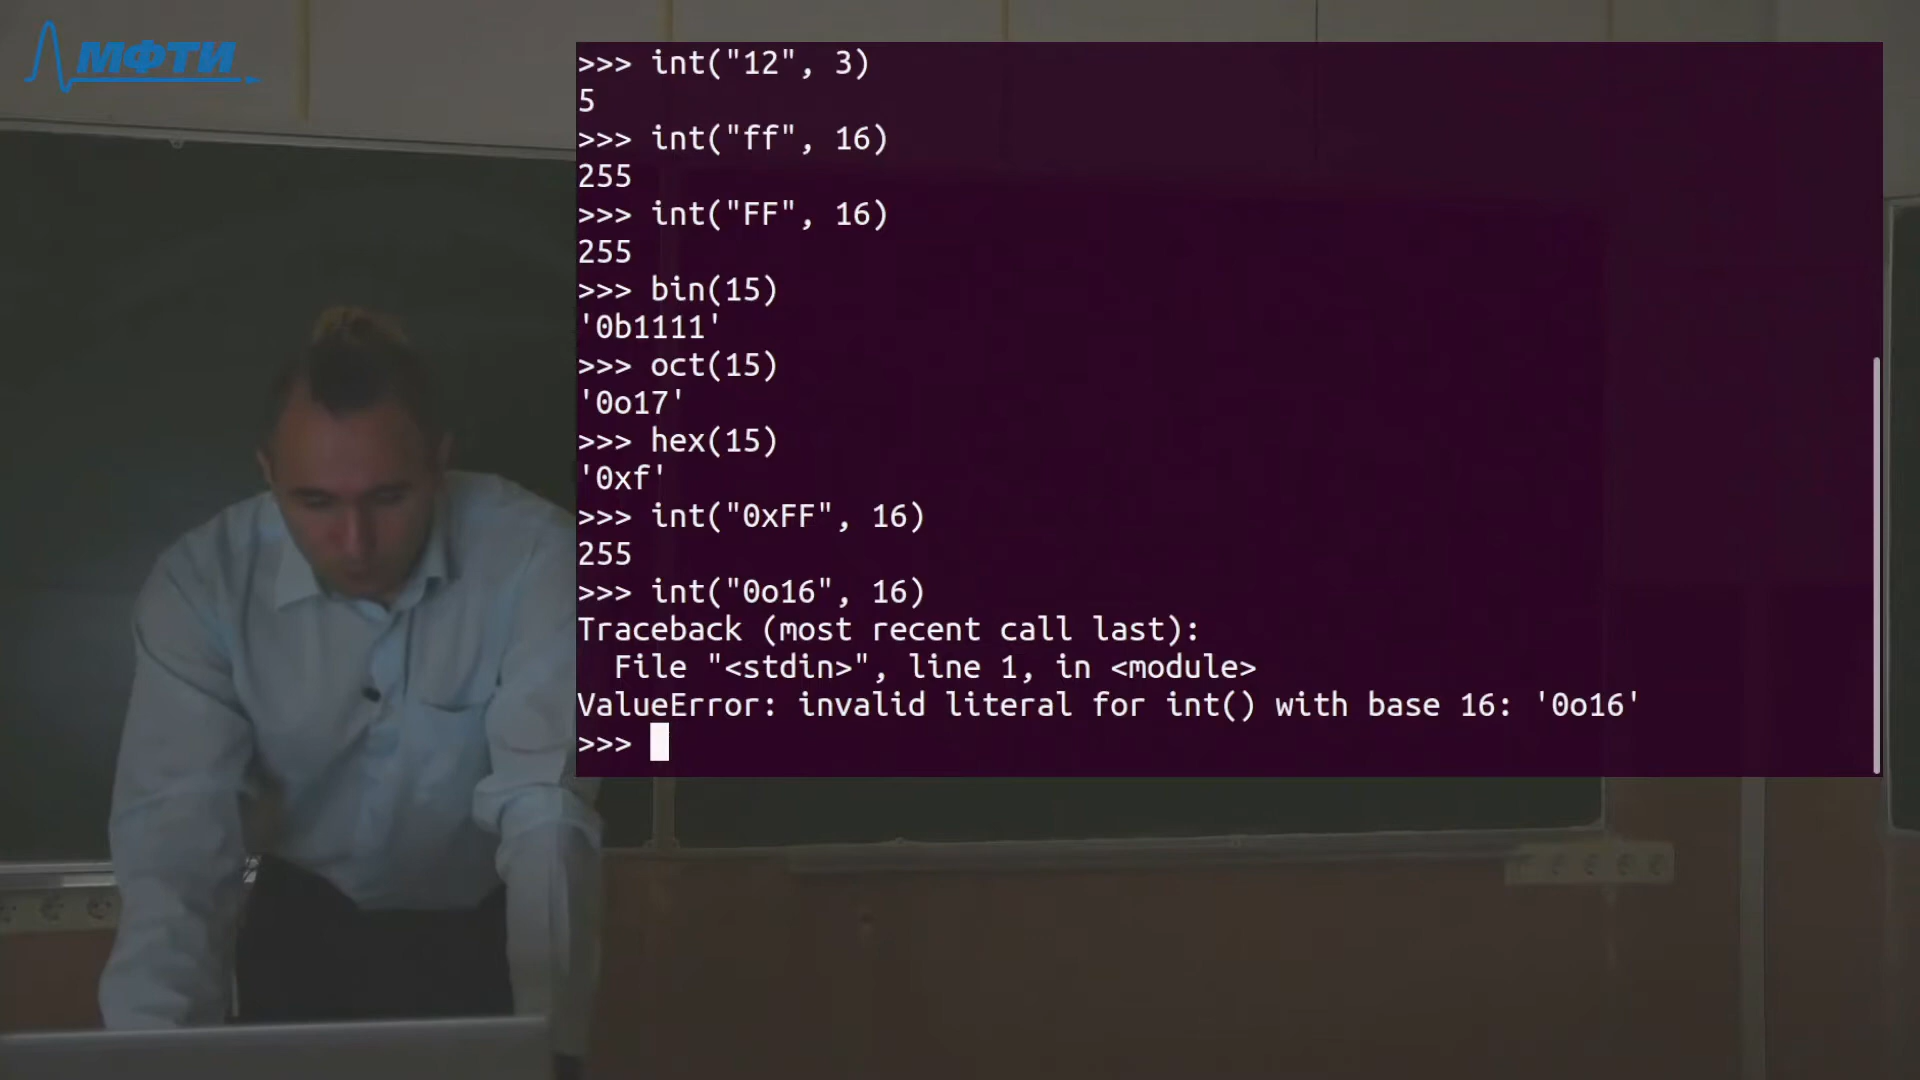 МФТИ
>>> int("12", 3)
5
>>> int("ff", 16)
255
>>> int("FF", 16)
255
>>> bin(15)
'0b1111'
>>> oct(15)
'0o17'
>>> hex(15)
'0xf'
>>> int("0xFF", 16)
255
>>> int("0o16", 16)
Traceback (most recent call last):
  File "<stdin>", line 1, in <module>
ValueError: invalid literal for int() with base 16: '0o16'
>>>